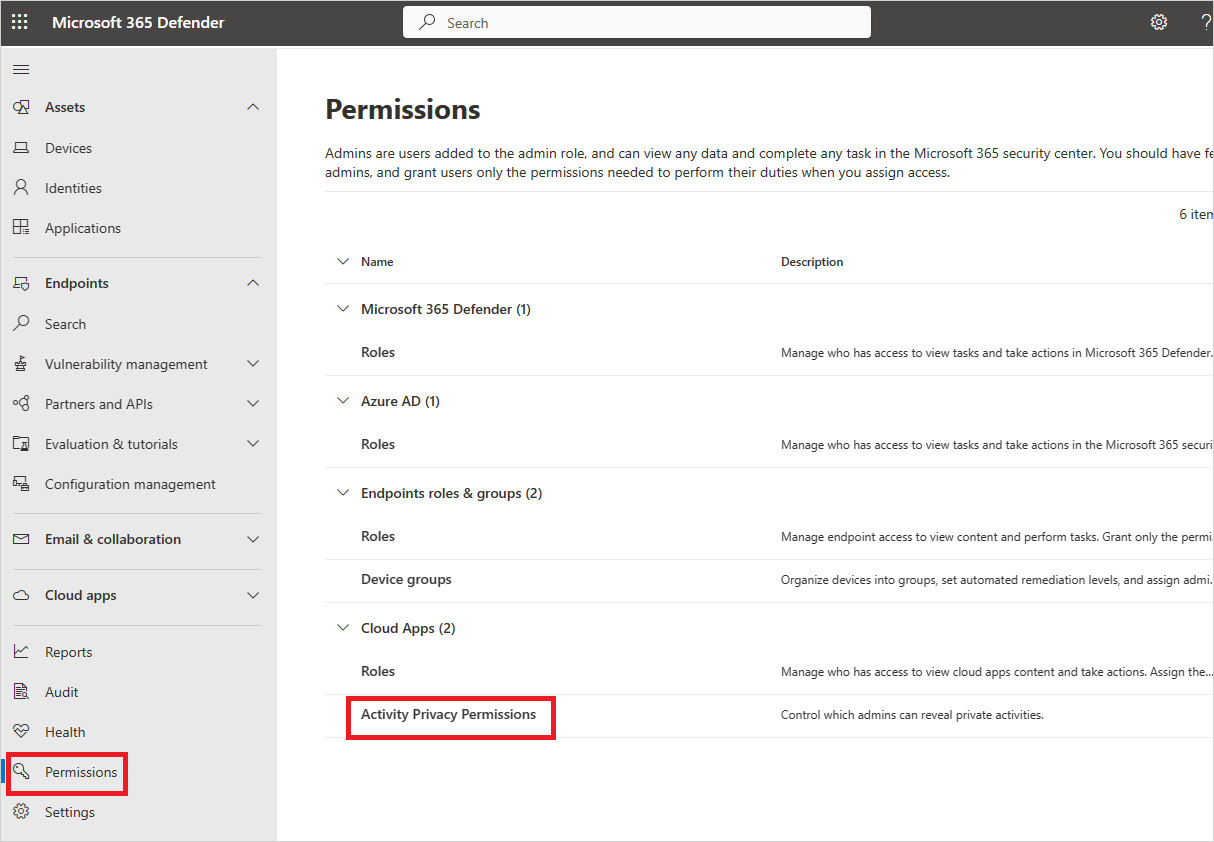 Microsoft 365 Defender
Search
?
Assets
Devices
Identities
Applications
Endpoints
Search
Vulnerability management
Partners and APIs
Evaluation & tutorials
Configuration management
Email & collaboration
Cloud apps
Reports
Audit
Health
Permissions
Settings
Permissions
Admins are users added to the admin role, and can view any data and complete any task in the Microsoft 365 security center. You should have fe
admins, and grant users only the permissions needed to perform their duties when you assign access.
6 item
Name Description
Microsoft 365 Defender (1)
Roles Manage who has access to view tasks and take actions in Microsoft 365 Defender.
Azure AD (1)
Roles Manage who has access to view tasks and take actions in the Microsoft 365 securi
Endpoints roles & groups (2)
Roles Manage endpoint access to view content and perform tasks. Grant only the permi...
Device groups Organize devices into groups, set automated remediation levels, and assign admi...
Cloud Apps (2)
Roles Manage who has access to view cloud apps content and take actions. Assign the...
Activity Privacy Permissions Control which admins can reveal private activities.